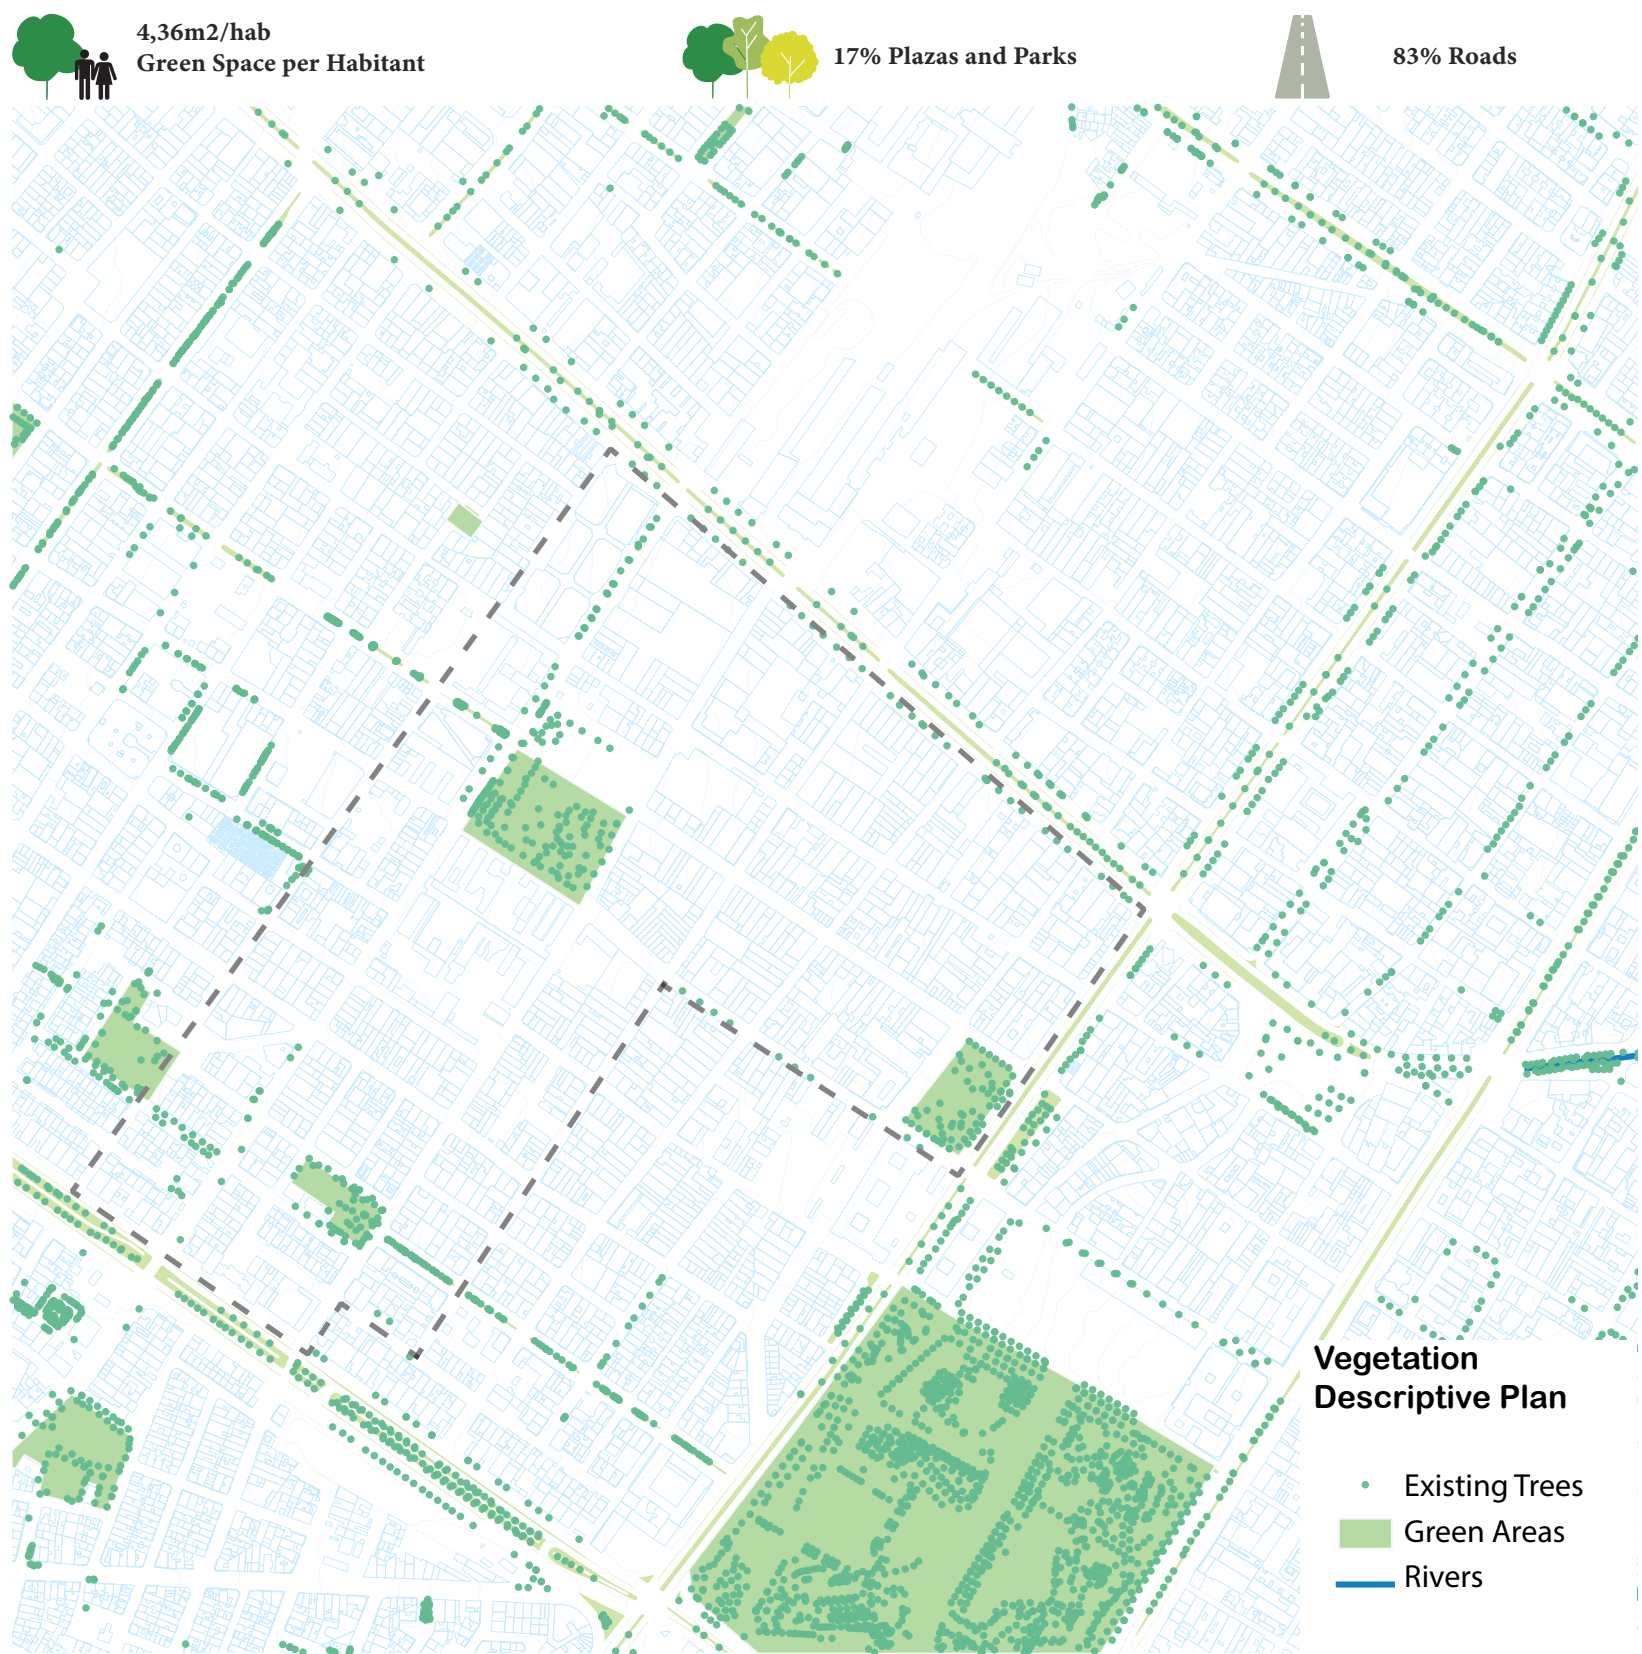 4,36m2/hab
Green Space per Habitant
17% Plazas and Parks
83% Roads
Vegetation
Descriptive Plan
Existing Trees
Green Areas
Rivers